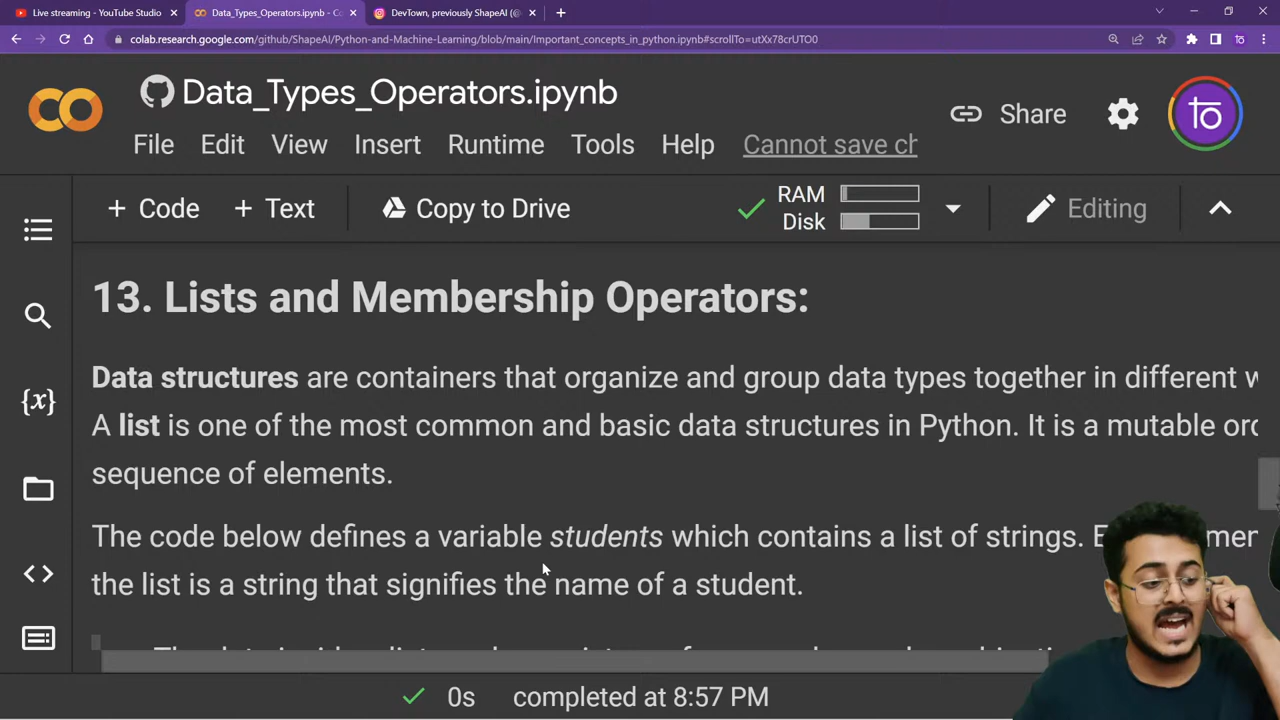 Live streaming - YouTube Studio
Data_Types_Operators.ipynb - Co
DevTown, previously ShapeAI (@
colab.research.google.com/github/ShapeAI/Python-and-Machine-Learning/blob/main/Important_concepts_in_python.ipynb#scrollTo=utXx78crUTO0
Data_Types_Operators.ipynb
Share
File Edit View Insert Runtime Tools Help Cannot save ch
+ Code + Text Copy to Drive RAM Disk Editing
13. Lists and Membership Operators:
Data structures are containers that organize and group data types together in different w
A list is one of the most common and basic data structures in Python. It is a mutable ord
sequence of elements.
The code below defines a variable students which contains a list of strings.
the list is a string that signifies the name of a student.
0s completed at 8:57 PM